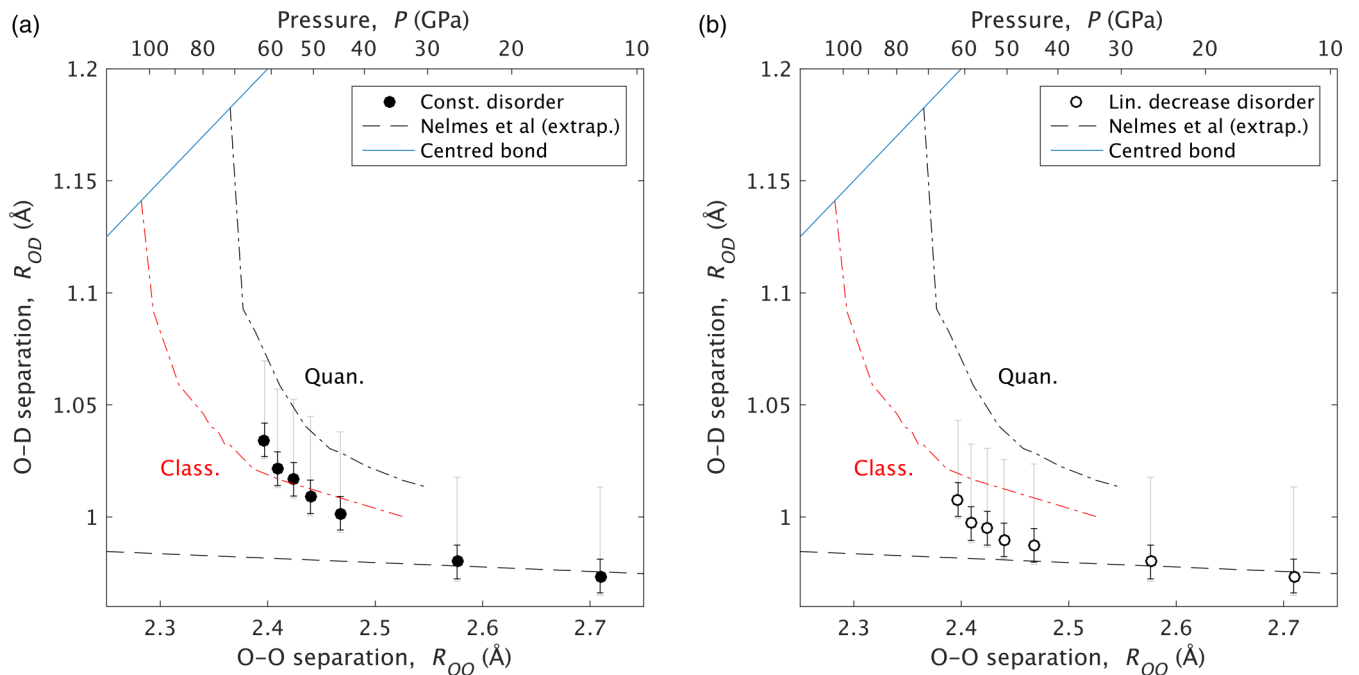 (a)
Pressure, P (GPa)
100 80 60 50 40 30 20 10
1.2
1.15
1.1
1.05
1
O–D separation, R_OD (Å)
Const. disorder
Nelmes et al (extrap.)
Centred bond
Quan.
Class.
2.3 2.4 2.5 2.6 2.7
O–O separation, R_OO (Å)
(b)
Pressure, P (GPa)
100 80 60 50 40 30 20 10
1.2
1.15
1.1
1.05
1
O–D separation, R_OD (Å)
Lin. decrease disorder
Nelmes et al (extrap.)
Centred bond
Quan.
Class.
2.3 2.4 2.5 2.6 2.7
O–O separation, R_OO (Å)